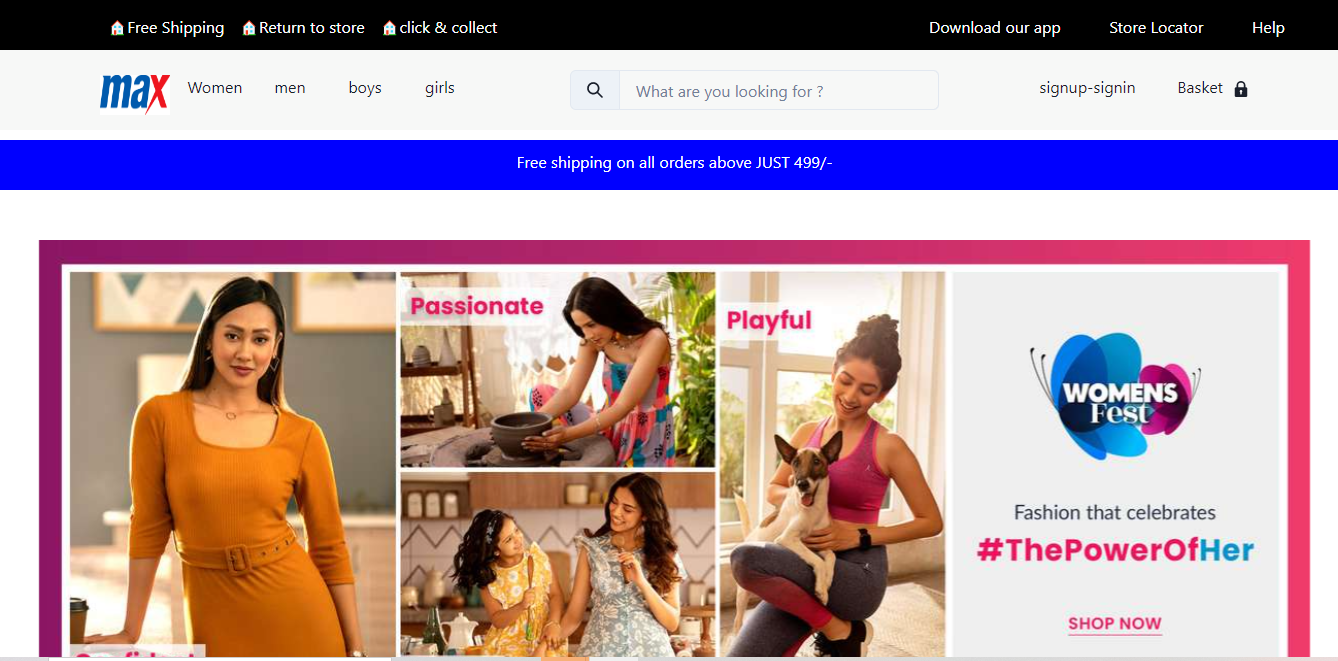 Free Shipping Return to store click & collect Download our app Store Locator Help
max Women men boys girls What are you looking for ? signup-signin Basket
Free shipping on all orders above JUST 499/-
Passionate
Playful
WOMEN'S
Fest
Fashion that celebrates
#ThePowerOfHer
SHOP NOW